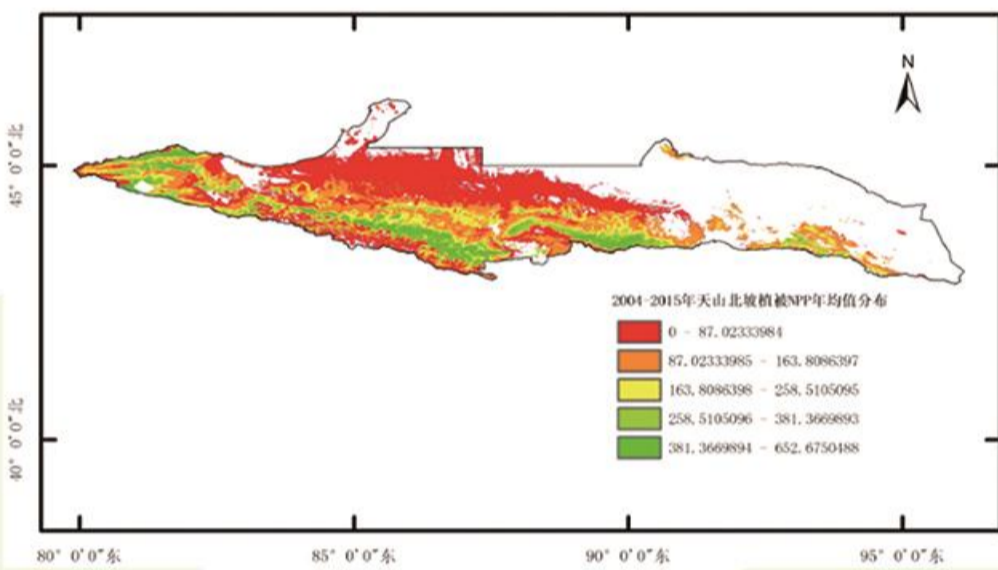 N
45° 0'0"北
2004-2015年天山北坡植被NPP年均值分布
0 - 87.02333984
87.02333985 - 163.8086397
163.8086398 - 258.5105095
258.5105096 - 381.3669893
381.3669894 - 652.6750488
40° 0'0"北
80° 0'0"东 85° 0'0"东 90° 0'0"东 95° 0'0"东